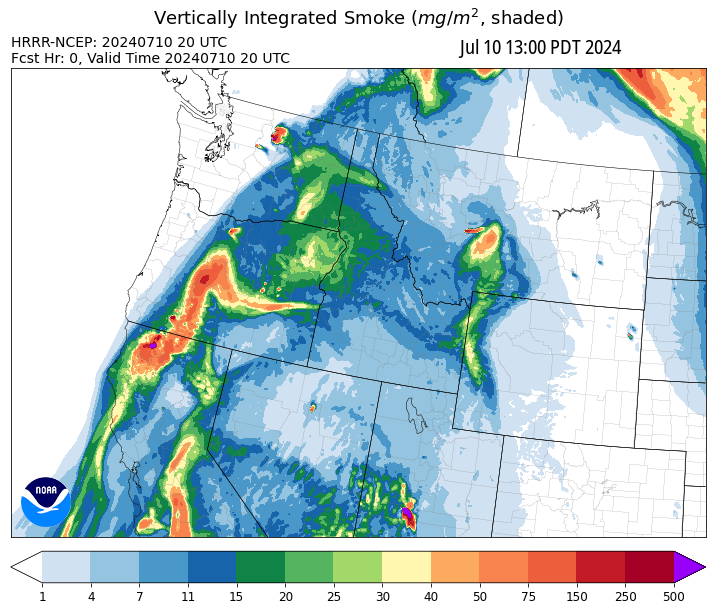 Vertically Integrated Smoke (mg/m², shaded)
HRRR-NCEP: 20240710 20 UTC
Jul 10 13:00 PDT 2024
Fcst Hr: 0, Valid Time 20240710 20 UTC
NOAA
1 4 7 11 15 20 25 30 40 50 75 150 250 500